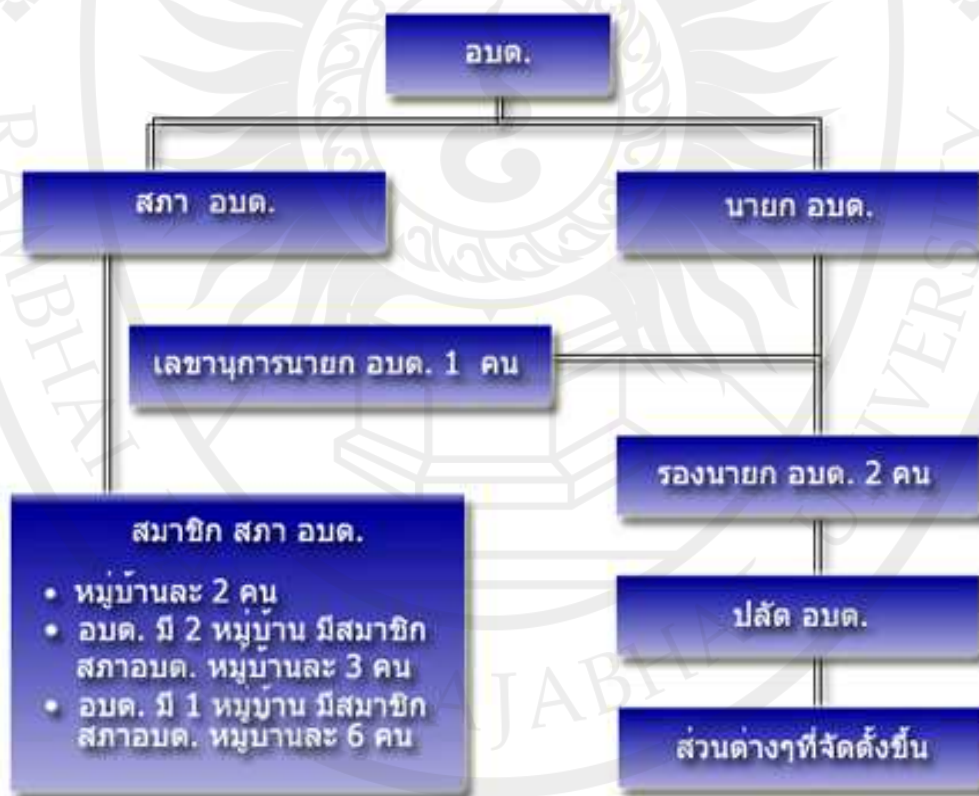 อบต.
สภา อบต.
นายก อบต.
เลขานุการนายก อบต. 1 คน
รองนายก อบต. 2 คน
สมาชิก สภา อบต.
• หมู่บ้านละ 2 คน
• อบต. มี 2 หมู่บ้าน มีสมาชิก
สภาอบต. หมู่บ้านละ 3 คน
• อบต. มี 1 หมู่บ้าน มีสมาชิก
สภาอบต. หมู่บานละ 6 คน
ปลัด อบต.
ส่วนต่างๆที่จัดตั้งขึ้น
RAJABHA